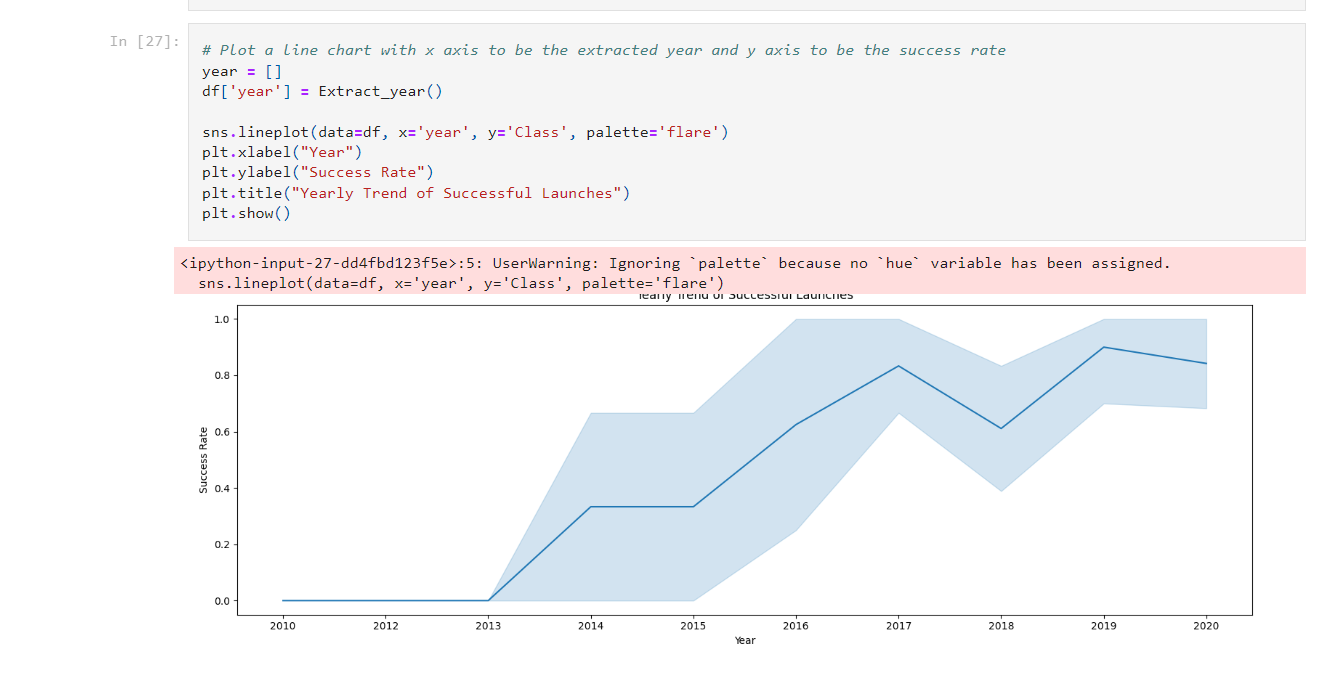 In [27]:
# Plot a line chart with x axis to be the extracted year and y axis to be the success rate
year = []
df['year'] = Extract_year()
sns.lineplot(data=df, x='year', y='Class', palette='flare')
plt.xlabel("Year")
plt.ylabel("Success Rate")
plt.title("Yearly Trend of Successful Launches")
plt.show()
<ipython-input-27-dd4fbd123f5e>:5: UserWarning: Ignoring `palette` because no `hue` variable has been assigned.
sns.lineplot(data=df, x='year', y='Class', palette='flare')
Yearly Trend of Successful Launches
1.0
0.8
0.6
0.4
0.2
0.0
Success Rate
2010 2012 2013 2014 2015 2016 2017 2018 2019 2020
Year